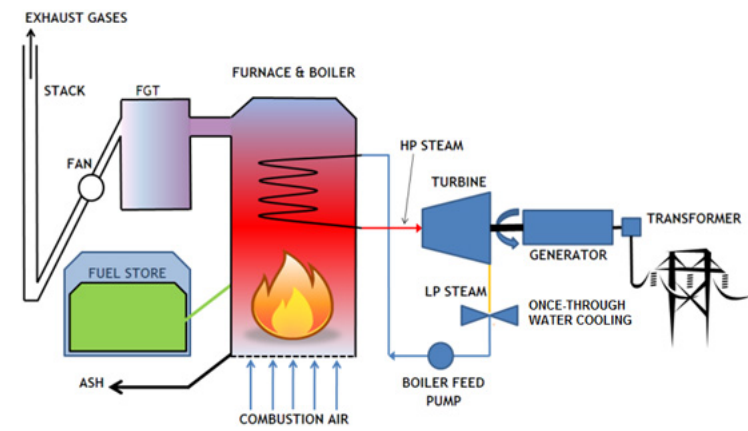 EXHAUST GASES
STACK
FGT
FURNACE & BOILER
FAN
HP STEAM
TURBINE
TRANSFORMER
GENERATOR
FUEL STORE
LP STEAM
ONCE-THROUGH
WATER COOLING
ASH
BOILER FEED
PUMP
COMBUSTION AIR